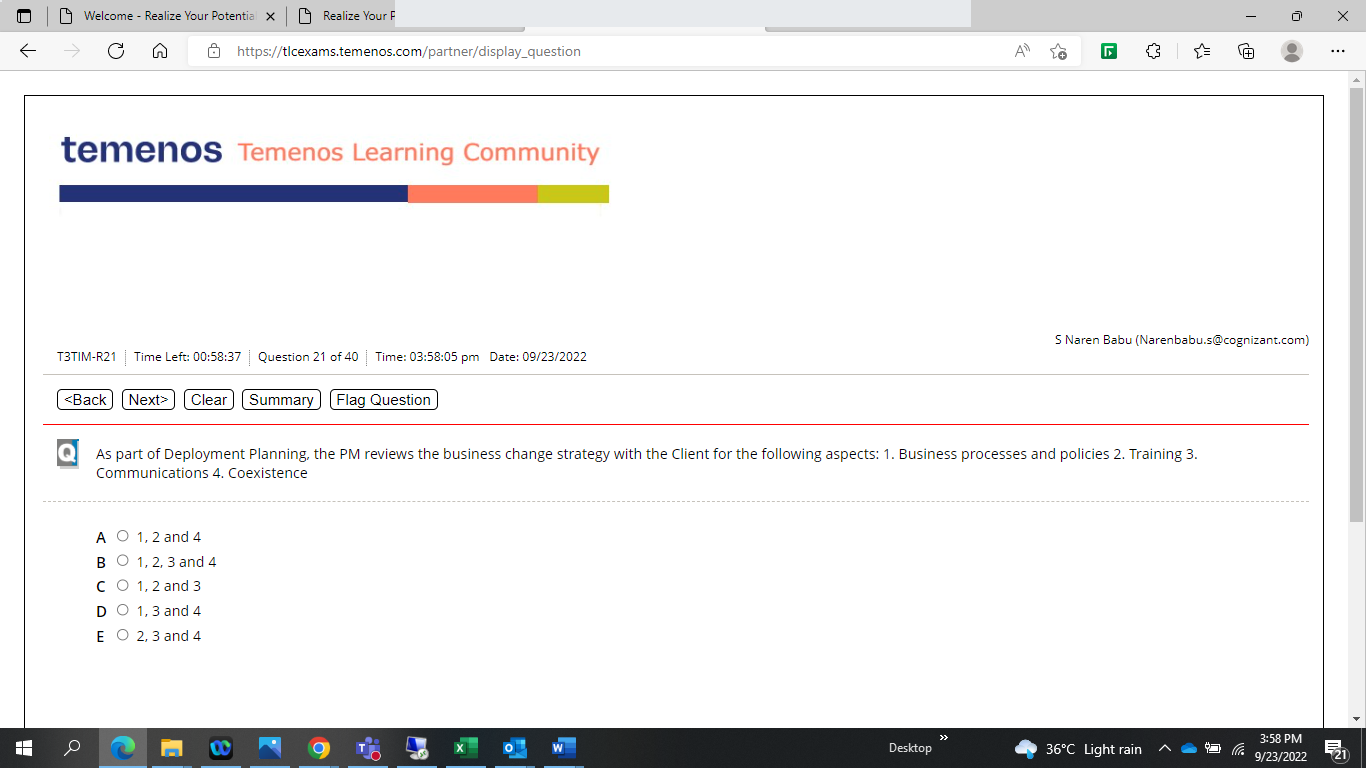 Welcome - Realize Your Potential
Realize Your P
https://tlcexams.temenos.com/partner/display_question
temenos Temenos Learning Community
S Naren Babu (Narenbabu.s@cognizant.com)
T3TIM-R21 Time Left: 00:58:37 Question 21 of 40 Time: 03:58:05 pm Date: 09/23/2022
<Back Next> Clear Summary Flag Question
Q As part of Deployment Planning, the PM reviews the business change strategy with the Client for the following aspects: 1. Business processes and policies 2. Training 3.
Communications 4. Coexistence
A 1, 2 and 4
B 1, 2, 3 and 4
C 1, 2 and 3
D 1, 3 and 4
E 2, 3 and 4
Desktop
36°C Light rain
3:58 PM
9/23/2022
21